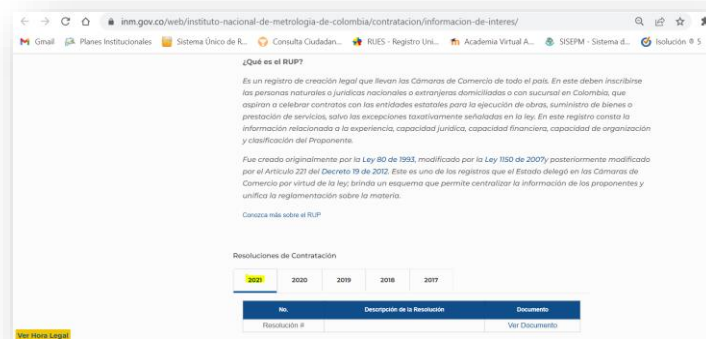 inm.gov.co/web/instituto-nacional-de-metrologia-de-colombia/contratacion/informacion-de-interes/
Gmail Planes Institucionales Sistema Único de R... Consulta Ciudadan... RUES - Registro Uni... Academia Virtual A... SISEPM - Sistema d... Isolución ® 5
¿Qué es el RUP?
Es un registro de creación legal que llevan las Cámaras de Comercio de todo el país. En este deben inscribirse
las personas naturales o jurídicas nacionales o extranjeras domiciliadas o con sucursal en Colombia, que
aspiran a celebrar contratos con las entidades estatales para la ejecución de obras, suministro de bienes o
prestación de servicios, salvo las excepciones taxativamente señaladas en la ley. En este registro consta la
información relacionada a la experiencia, capacidad jurídica, capacidad financiera, capacidad de organización
y clasificación del Proponente.
Fue creado originalmente por la Ley 80 de 1993, modificado por la Ley 1150 de 2007y posteriormente modificado
por el Artículo 221 del Decreto 19 de 2012. Este es uno de los registros que el Estado delegó en las Cámaras de
Comercio por virtud de la ley; brinda un esquema que permite centralizar la información de los proponentes y
unifica la reglamentación sobre la materia.
Conozca más sobre el RUP
Resoluciones de Contratación
2021 2020 2019 2018 2017
No. Descripción de la Resolución Documento
Resolución # Ver Documento
Ver Hora Legal